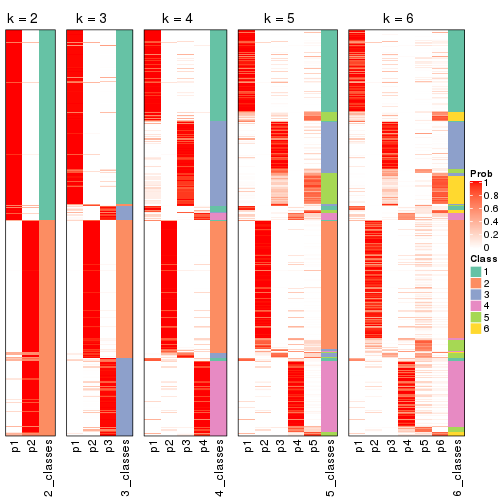 k = 2
k = 3
k = 4
k = 5
k = 6
Prob
1
0.8
0.6
0.4
0.2
0
Class
1
2
3
4
5
6
p1
p2
2_classes
p1
p2
p3
3_classes
p1
p2
p3
p4
4_classes
p1
p2
p3
p4
p5
5_classes
p1
p2
p3
p4
p5
p6
6_classes